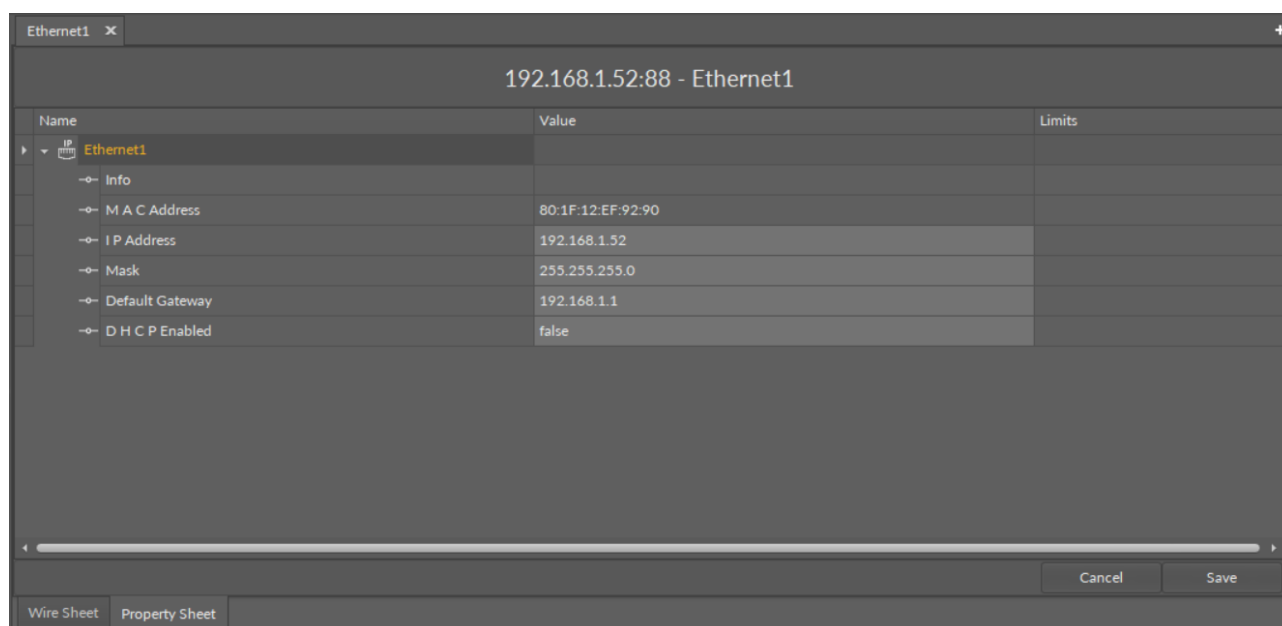 Ethernet1
192.168.1.52:88 - Ethernet1
Name Value Limits
IP Ethernet1
Info
M A C Address 80:1F:12:EF:92:90
I P Address 192.168.1.52
Mask 255.255.255.0
Default Gateway 192.168.1.1
D H C P Enabled false
Cancel Save
Wire Sheet Property Sheet